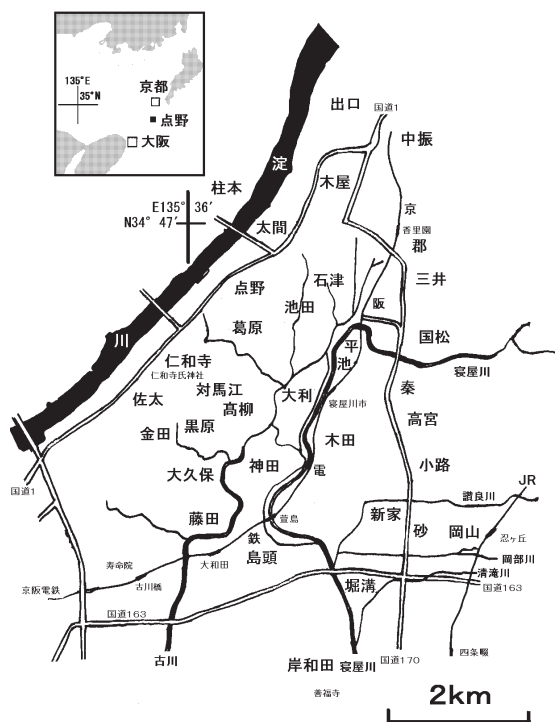 135°E
35°N
京都
点野
大阪
出口
国道1
中振
淀
木屋
柱本
E135° 36′
N34° 47′
太間
京
香里園
郡
三井
石津
点野
池田
阪
葛原
国松
川
平
池
仁和寺
仁和寺氏神社
寝屋川
対馬江
大利
秦
佐太
髙柳
寝屋川市
高宮
黒原
金田
木田
神田
電
小路
大久保
国道1
JR
讃良川
新家
萱島
藤田
砂
岡山
忍ヶ丘
鉄
島頭
岡部川
寿命院
大和田
清滝川
京阪電鉄
古川橋
堀溝
国道163
国道163
古川
岸和田
寝屋川
国道170
四条畷
善福寺
2km